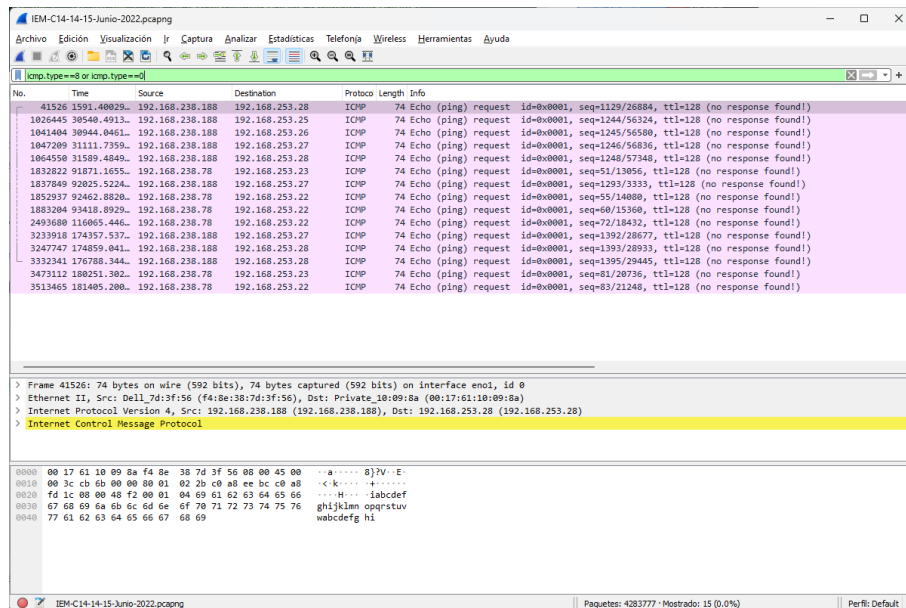 IEM-C14-14-15-Junio-2022.pcapng
Archivo Edición Visualización Ir Captura Analizar Estadísticas Telefonía Wireless Herramientas Ayuda
icmp.type==8 or icmp.type==0
No. Time Source Destination Protoco Length Info
41526 1591.40029… 192.168.238.188 192.168.253.28 ICMP 74 Echo (ping) request id=0x0001, seq=1129/26884, ttl=128 (no response found!)
1026445 30540.4913… 192.168.238.188 192.168.253.25 ICMP 74 Echo (ping) request id=0x0001, seq=1244/56324, ttl=128 (no response found!)
1041404 30944.0461… 192.168.238.188 192.168.253.23 ICMP 74 Echo (ping) request id=0x0001, seq=1245/56580, ttl=128 (no response found!)
1047209 31111.7359… 192.168.238.188 192.168.253.27 ICMP 74 Echo (ping) request id=0x0001, seq=1246/56836, ttl=128 (no response found!)
1064550 31589.4849… 192.168.238.188 192.168.253.28 ICMP 74 Echo (ping) request id=0x0001, seq=1248/57348, ttl=128 (no response found!)
1832822 91871.1655… 192.168.238.78 192.168.253.23 ICMP 74 Echo (ping) request id=0x0001, seq=51/13056, ttl=128 (no response found!)
1837849 92025.5224… 192.168.238.188 192.168.253.27 ICMP 74 Echo (ping) request id=0x0001, seq=1293/3333, ttl=128 (no response found!)
1852937 92462.8820… 192.168.238.78 192.168.253.22 ICMP 74 Echo (ping) request id=0x0001, seq=55/14080, ttl=128 (no response found!)
1883204 93418.8929… 192.168.238.78 192.168.253.22 ICMP 74 Echo (ping) request id=0x0001, seq=60/15360, ttl=128 (no response found!)
2493680 116065.446… 192.168.238.78 192.168.253.22 ICMP 74 Echo (ping) request id=0x0001, seq=72/18432, ttl=128 (no response found!)
3233918 174357.537… 192.168.238.188 192.168.253.27 ICMP 74 Echo (ping) request id=0x0001, seq=1392/28677, ttl=128 (no response found!)
3247747 174859.041… 192.168.238.188 192.168.253.28 ICMP 74 Echo (ping) request id=0x0001, seq=1393/28933, ttl=128 (no response found!)
3332341 176788.344… 192.168.238.188 192.168.253.28 ICMP 74 Echo (ping) request id=0x0001, seq=1395/29445, ttl=128 (no response found!)
3473112 180251.302… 192.168.238.78 192.168.253.23 ICMP 74 Echo (ping) request id=0x0001, seq=81/20736, ttl=128 (no response found!)
3513465 181405.200… 192.168.238.78 192.168.253.22 ICMP 74 Echo (ping) request id=0x0001, seq=83/21248, ttl=128 (no response found!)
> Frame 41526: 74 bytes on wire (592 bits), 74 bytes captured (592 bits) on interface eno1, id 0
> Ethernet II, Src: Dell_7d:3f:56 (f4:8e:38:7d:3f:56), Dst: Private_10:09:8a (00:17:61:10:09:8a)
> Internet Protocol Version 4, Src: 192.168.238.188 (192.168.238.188), Dst: 192.168.253.28 (192.168.253.28)
> Internet Control Message Protocol
0000 00 17 61 10 09 8a f4 8e 38 7d 3f 56 08 00 45 00 ··a····· 8}?V··E·
0010 00 3c cb 6b 00 00 80 01 02 2b c0 a8 ee bc c0 a8 ·<·k···· ·+······
0020 fd 1c 08 00 48 f2 00 01 04 69 61 62 63 64 65 66 ····H··· ·iabcdef
0030 67 68 69 6a 6b 6c 6d 6e 6f 70 71 72 73 74 75 76 ghijklmn opqrstuv
0040 77 61 62 63 64 65 66 67 68 69 wabcdefg hi
IEM-C14-14-15-Junio-2022.pcapng Paquetes: 4283777 · Mostrado: 15 (0.0%) Perfil: Default